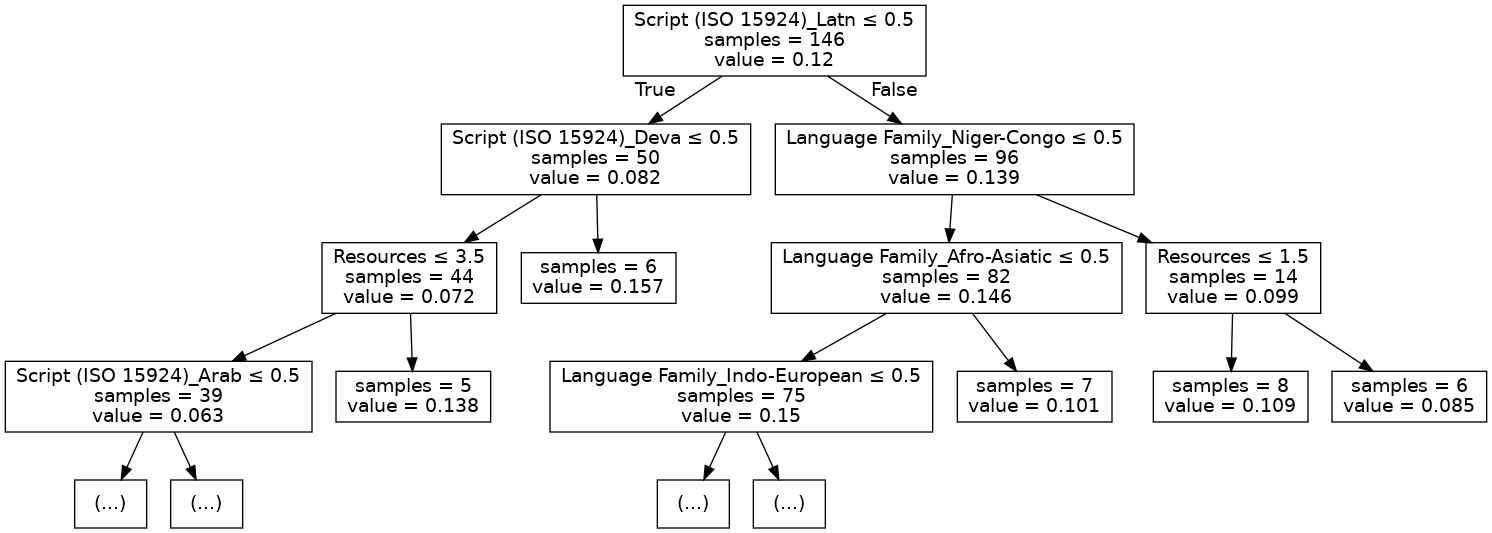 Script (ISO 15924)_Latn ≤ 0.5
samples = 146
value = 0.12
True
False
Script (ISO 15924)_Deva ≤ 0.5
samples = 50
value = 0.082
Language Family_Niger-Congo ≤ 0.5
samples = 96
value = 0.139
Resources ≤ 3.5
samples = 44
value = 0.072
samples = 6
value = 0.157
Language Family_Afro-Asiatic ≤ 0.5
samples = 82
value = 0.146
Resources ≤ 1.5
samples = 14
value = 0.099
Script (ISO 15924)_Arab ≤ 0.5
samples = 39
value = 0.063
samples = 5
value = 0.138
Language Family_Indo-European ≤ 0.5
samples = 75
value = 0.15
samples = 7
value = 0.101
samples = 8
value = 0.109
samples = 6
value = 0.085
(...)
(...)
(...)
(...)